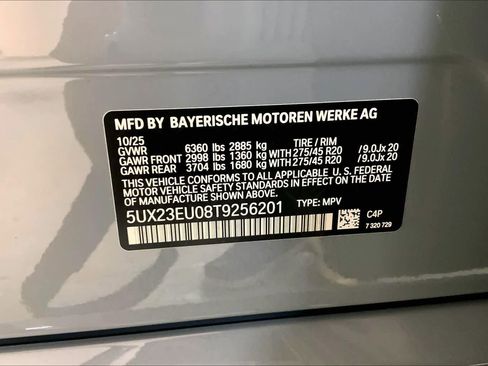 MFD BY BAYERISCHE MOTOREN WERKE AG
10/25 TIRE / RIM
GVWR 6360 lbs 2885 kg
GAWR FRONT 2998 lbs 1360 kg WITH 275/45 R20 /9.0Jx 20
GAWR REAR 3704 lbs 1680 kg WITH 275/45 R20 /9.0Jx 20
THIS VEHICLE CONFORMS TO ALL APPLICABLE U. S. FEDERAL
MOTOR VEHICLE SAFETY STANDARDS IN EFFECT ON THE DATE
OF MANUFACTURE SHOWN ABOVE.
5UX23EU08T9256201 TYPE: MPV
C4P
7 320 729